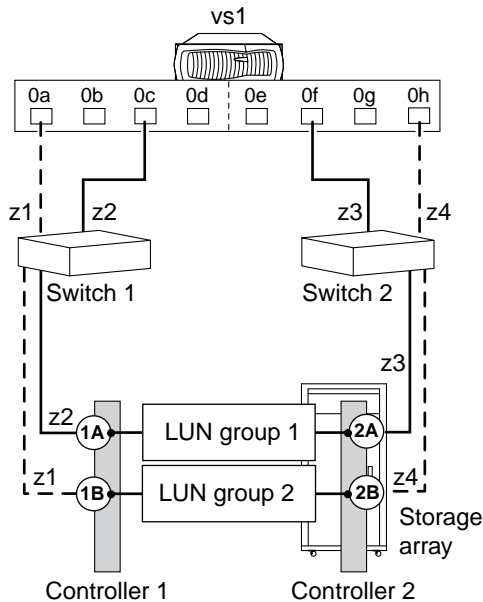 vs1
0a 0b 0c 0d 0e 0f 0g 0h
z1 z2 z3 z4
Switch 1 Switch 2
z3
z2
1A LUN group 1 2A
z1 z4
1B LUN group 2 2B
Storage
array
Controller 1 Controller 2